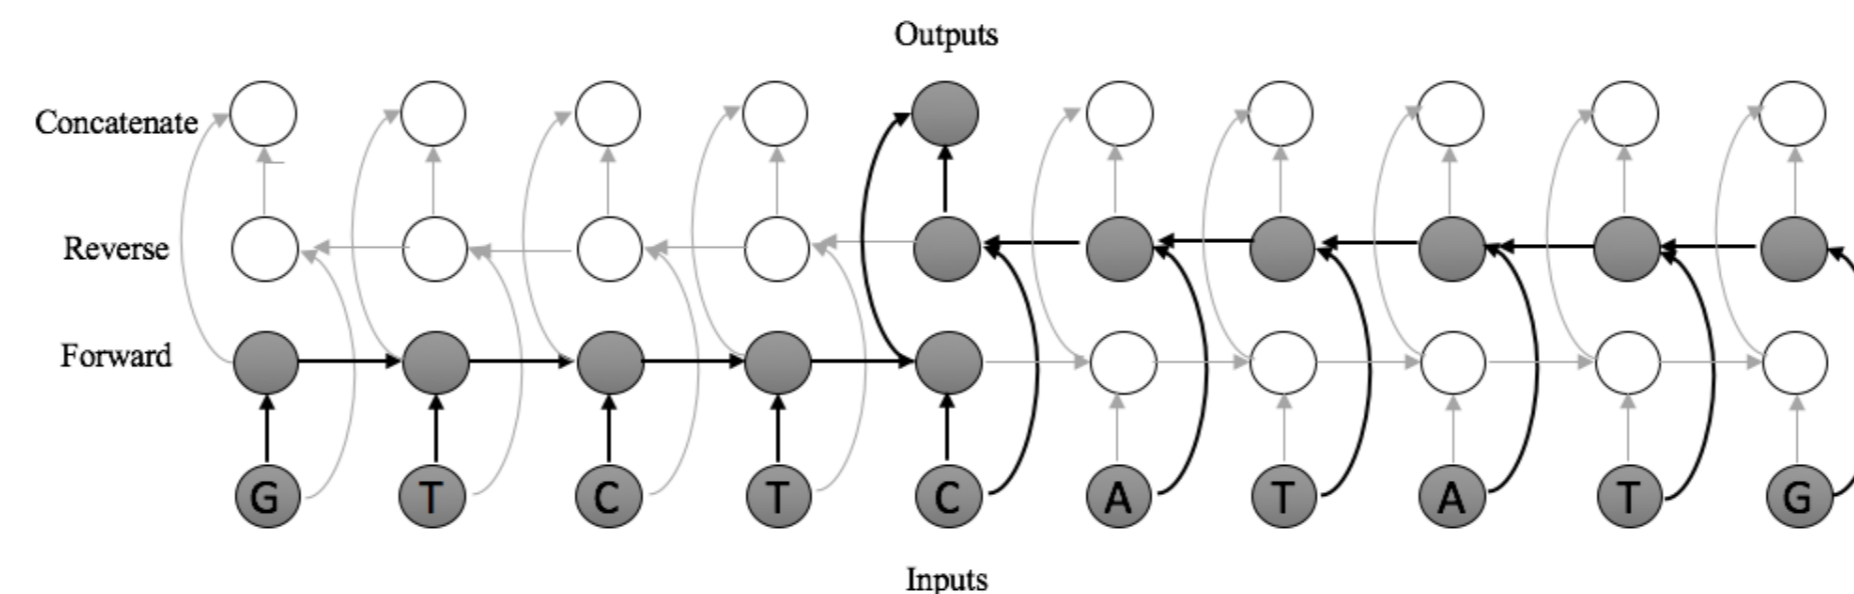 Outputs
Concatenate
Reverse
Forward
G T C T C A T A T G
Inputs